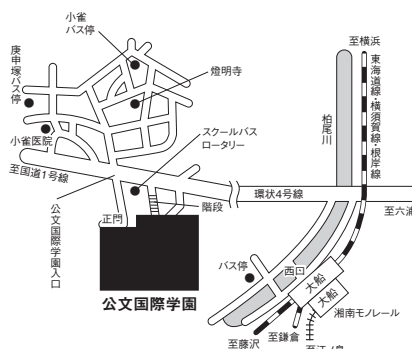 小雀
バス停
至横浜
庚申塚バス停
燈明寺
東海道線・横須賀線・根岸線
柏尾川
小雀医院
スクールバス
ロータリー
至国道1号線
環状4号線
至六浦
公文国際学園入口
正門
階段
公文国際学園
バス停
西口
大船
大船
湘南モノレール
至藤沢
至鎌倉
至江ノ島